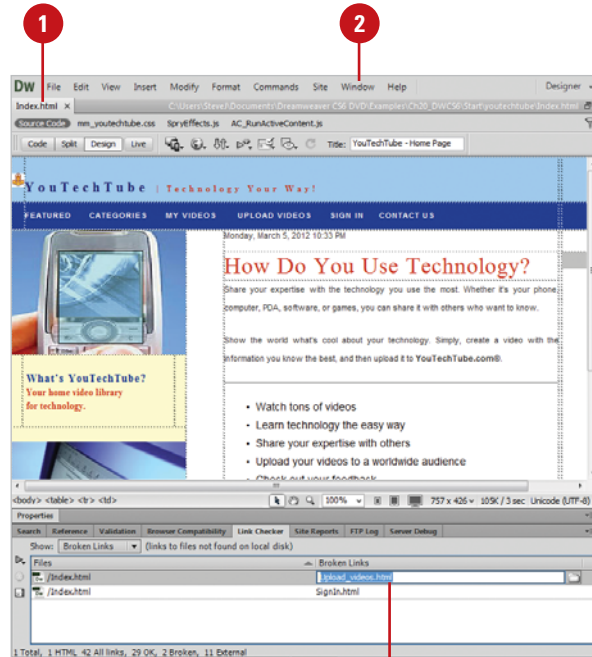 1
2
DW File Edit View Insert Modify Format Commands Site Window Help Designer
Index.html × C:\Users\SteveJ\Documents\Dreamweaver CS6 DVD\Examples\Ch20_DWCS6\Start\youtechtube\Index.html
Source Code mm_youtechtube.css SpryEffects.js AC_RunActiveContent.js
Code Split Design Live Title: YouTechTube - Home Page
YouTechTube | Technology Your Way!
FEATURED CATEGORIES MY VIDEOS UPLOAD VIDEOS SIGN IN CONTACT US
Monday, March 5, 2012 10:33 PM
How Do You Use Technology?
Share your expertise with the technology you use the most. Whether it's your phone,
computer, PDA, software, or games, you can share it with others who want to know.
Show the world what's cool about your technology. Simply, create a video with the
information you know the best, and then upload it to YouTechTube.com®.
What's YouTechTube?
Your home video library
for technology.
• Watch tons of videos
• Learn technology the easy way
• Share your expertise with others
• Upload your videos to a worldwide audience
• Check out your feedback
<body> <table> <tr> <td> 100% 757 x 426 105K / 3 sec Unicode (UTF-8)
Properties
Search Reference Validation Browser Compatibility Link Checker Site Reports FTP Log Server Debug
Show: Broken Links (links to files not found on local disk)
Files Broken Links
/Index.html Upload_videos.html
/Index.html SignIn.html
1 Total, 1 HTML, 42 All links, 29 OK, 2 Broken, 11 External